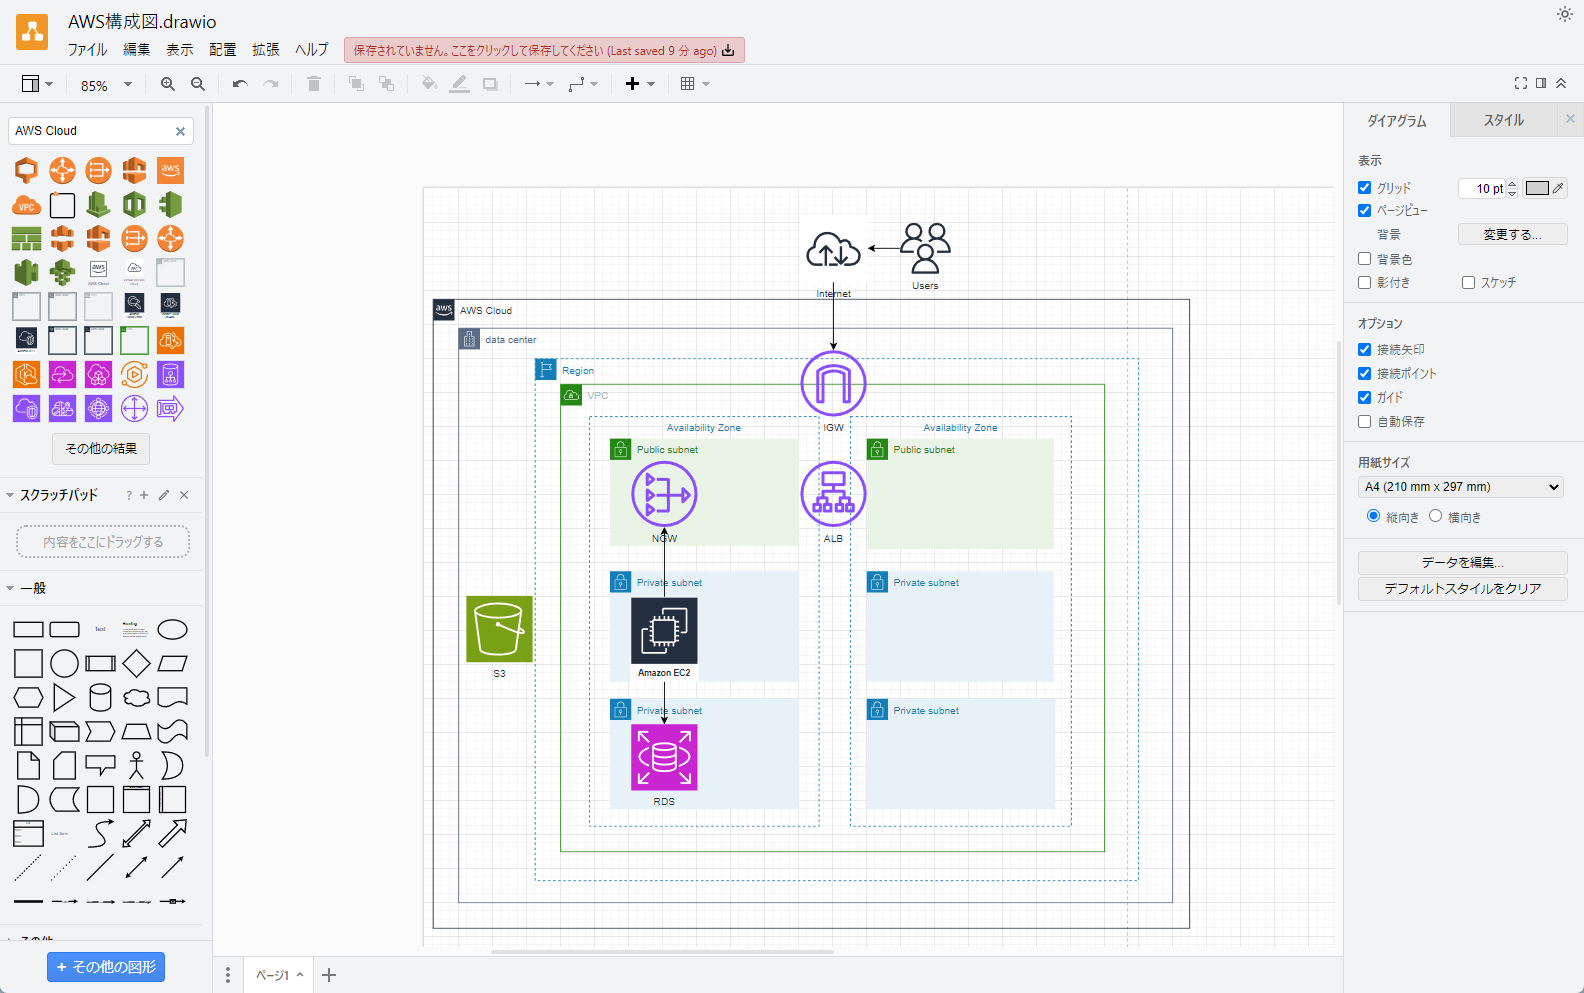 AWS構成図.drawio
ファイル 編集 表示 配置 拡張 ヘルプ
保存されていません。ここをクリックして保存してください (Last saved 9 分 ago)
85%
AWS Cloud
aws
VPC
aws
AWS Cloud
その他の結果
スクラッチパッド
?
内容をここにドラッグする
一般
Text
Heading
List Item
その他
+ その他の図形
Users
Internet
aws
AWS Cloud
data center
Region
VPC
IGW
Availability Zone
Availability Zone
Public subnet
Public subnet
NGW
ALB
Private subnet
Private subnet
S3
Amazon EC2
Private subnet
Private subnet
RDS
ページ1
ダイアグラム
スタイル
表示
グリッド
10 pt
ページビュー
背景
変更する...
背景色
影付き
スケッチ
オプション
接続矢印
接続ポイント
ガイド
自動保存
用紙サイズ
A4 (210 mm x 297 mm)
縦向き
横向き
データを編集...
デフォルトスタイルをクリア